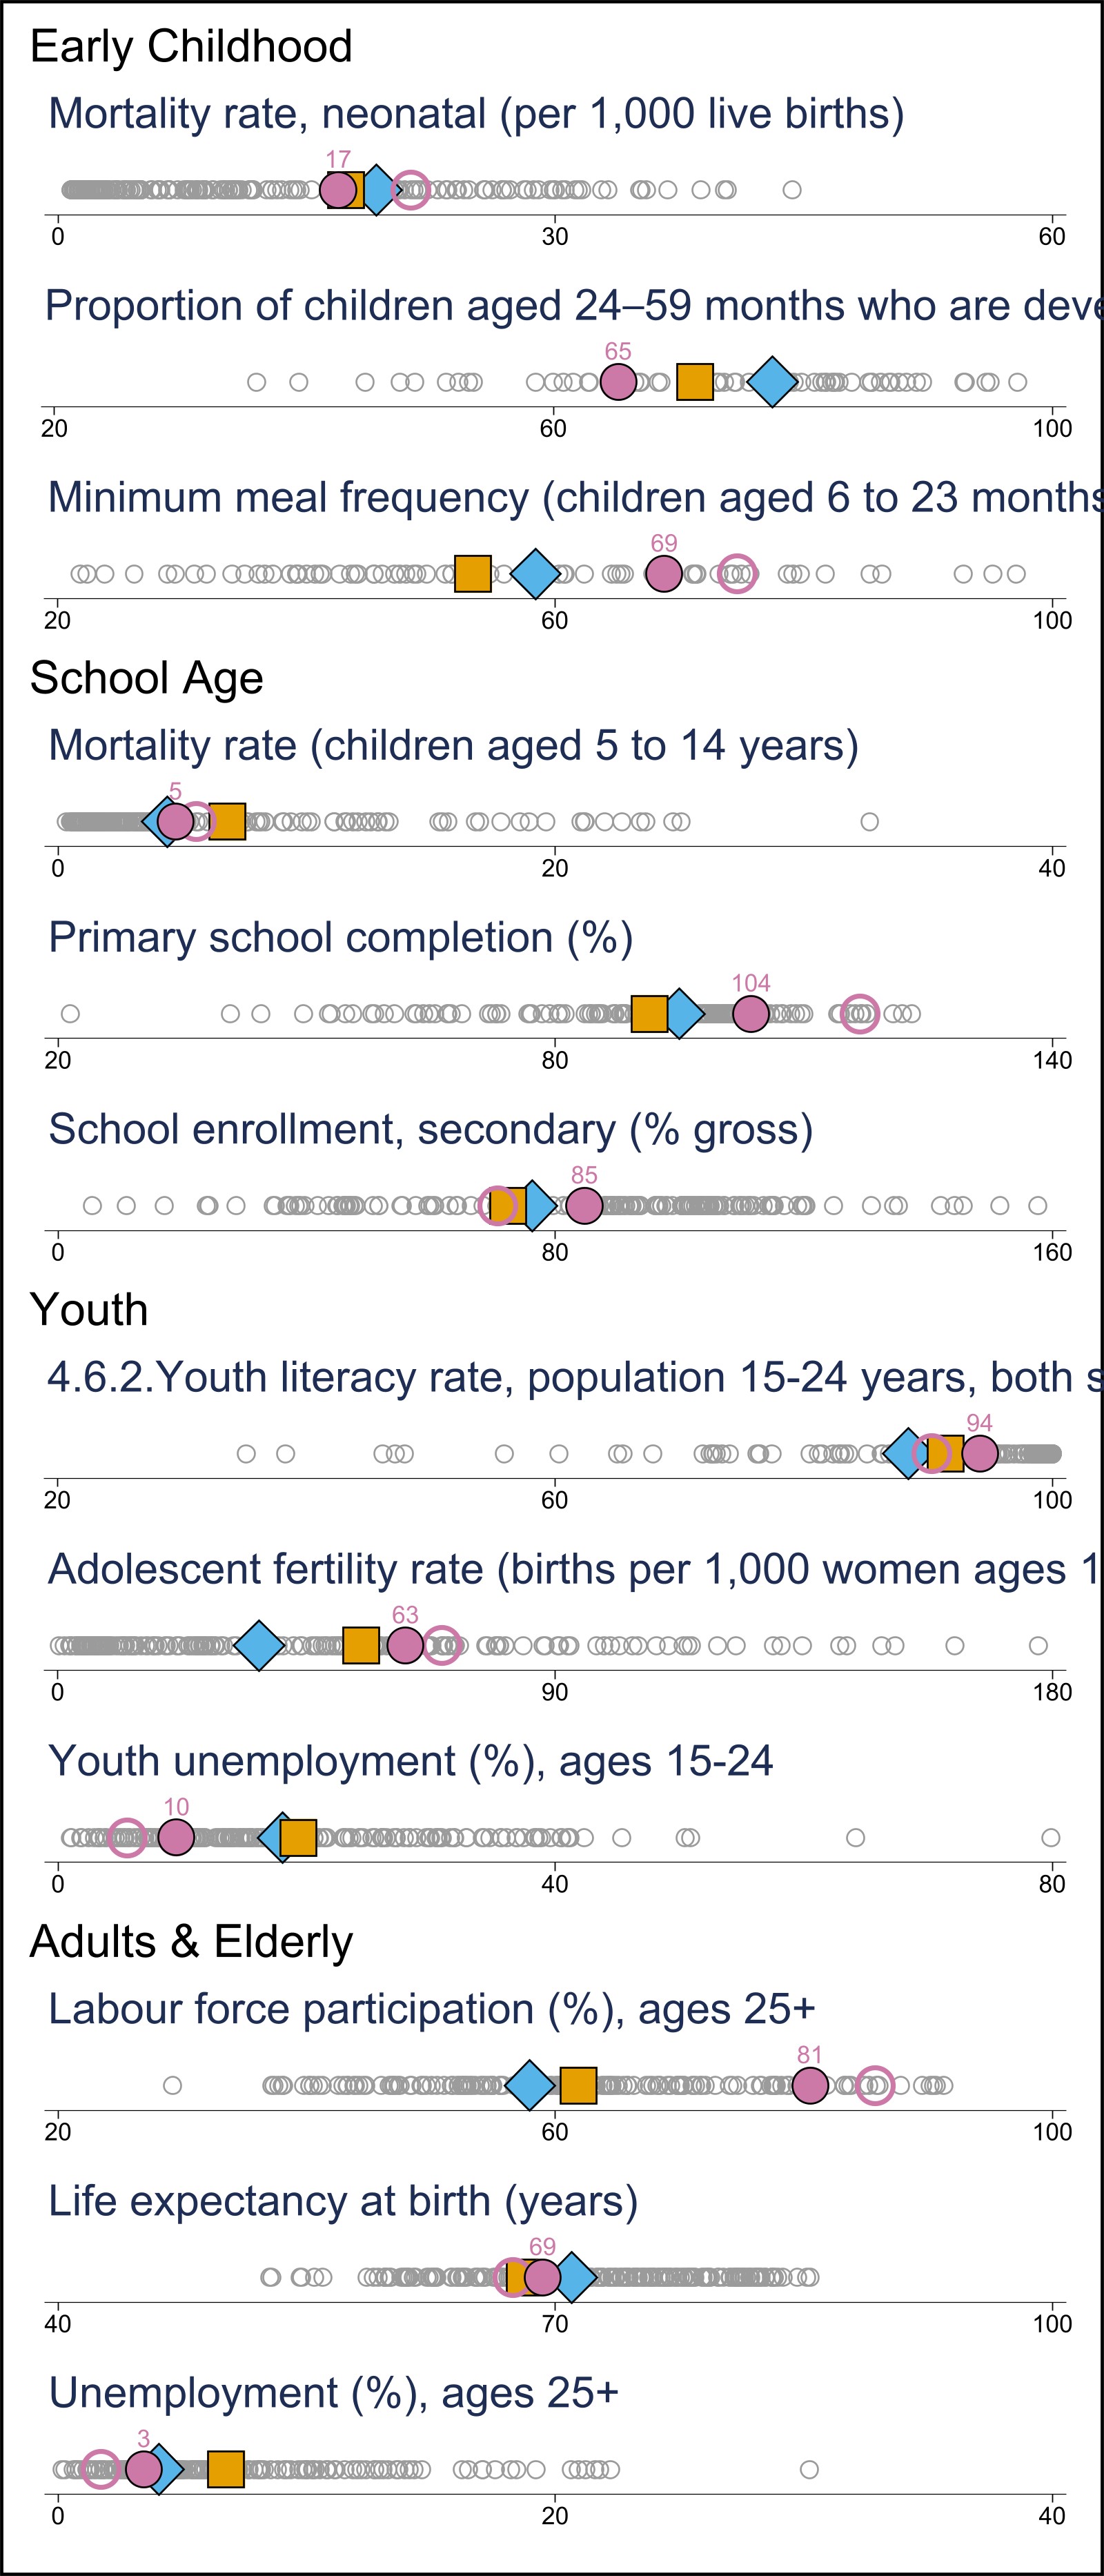 Early Childhood
Mortality rate, neonatal (per 1,000 live births)
17
0 30 60
Proportion of children aged 24–59 months who are deve
65
20 60 100
Minimum meal frequency (children aged 6 to 23 months
69
20 60 100
School Age
Mortality rate (children aged 5 to 14 years)
5
0 20 40
Primary school completion (%)
104
20 80 140
School enrollment, secondary (% gross)
85
0 80 160
Youth
4.6.2.Youth literacy rate, population 15-24 years, both s
94
20 60 100
Adolescent fertility rate (births per 1,000 women ages 1
63
0 90 180
Youth unemployment (%), ages 15-24
10
0 40 80
Adults & Elderly
Labour force participation (%), ages 25+
81
20 60 100
Life expectancy at birth (years)
69
40 70 100
Unemployment (%), ages 25+
3
0 20 40